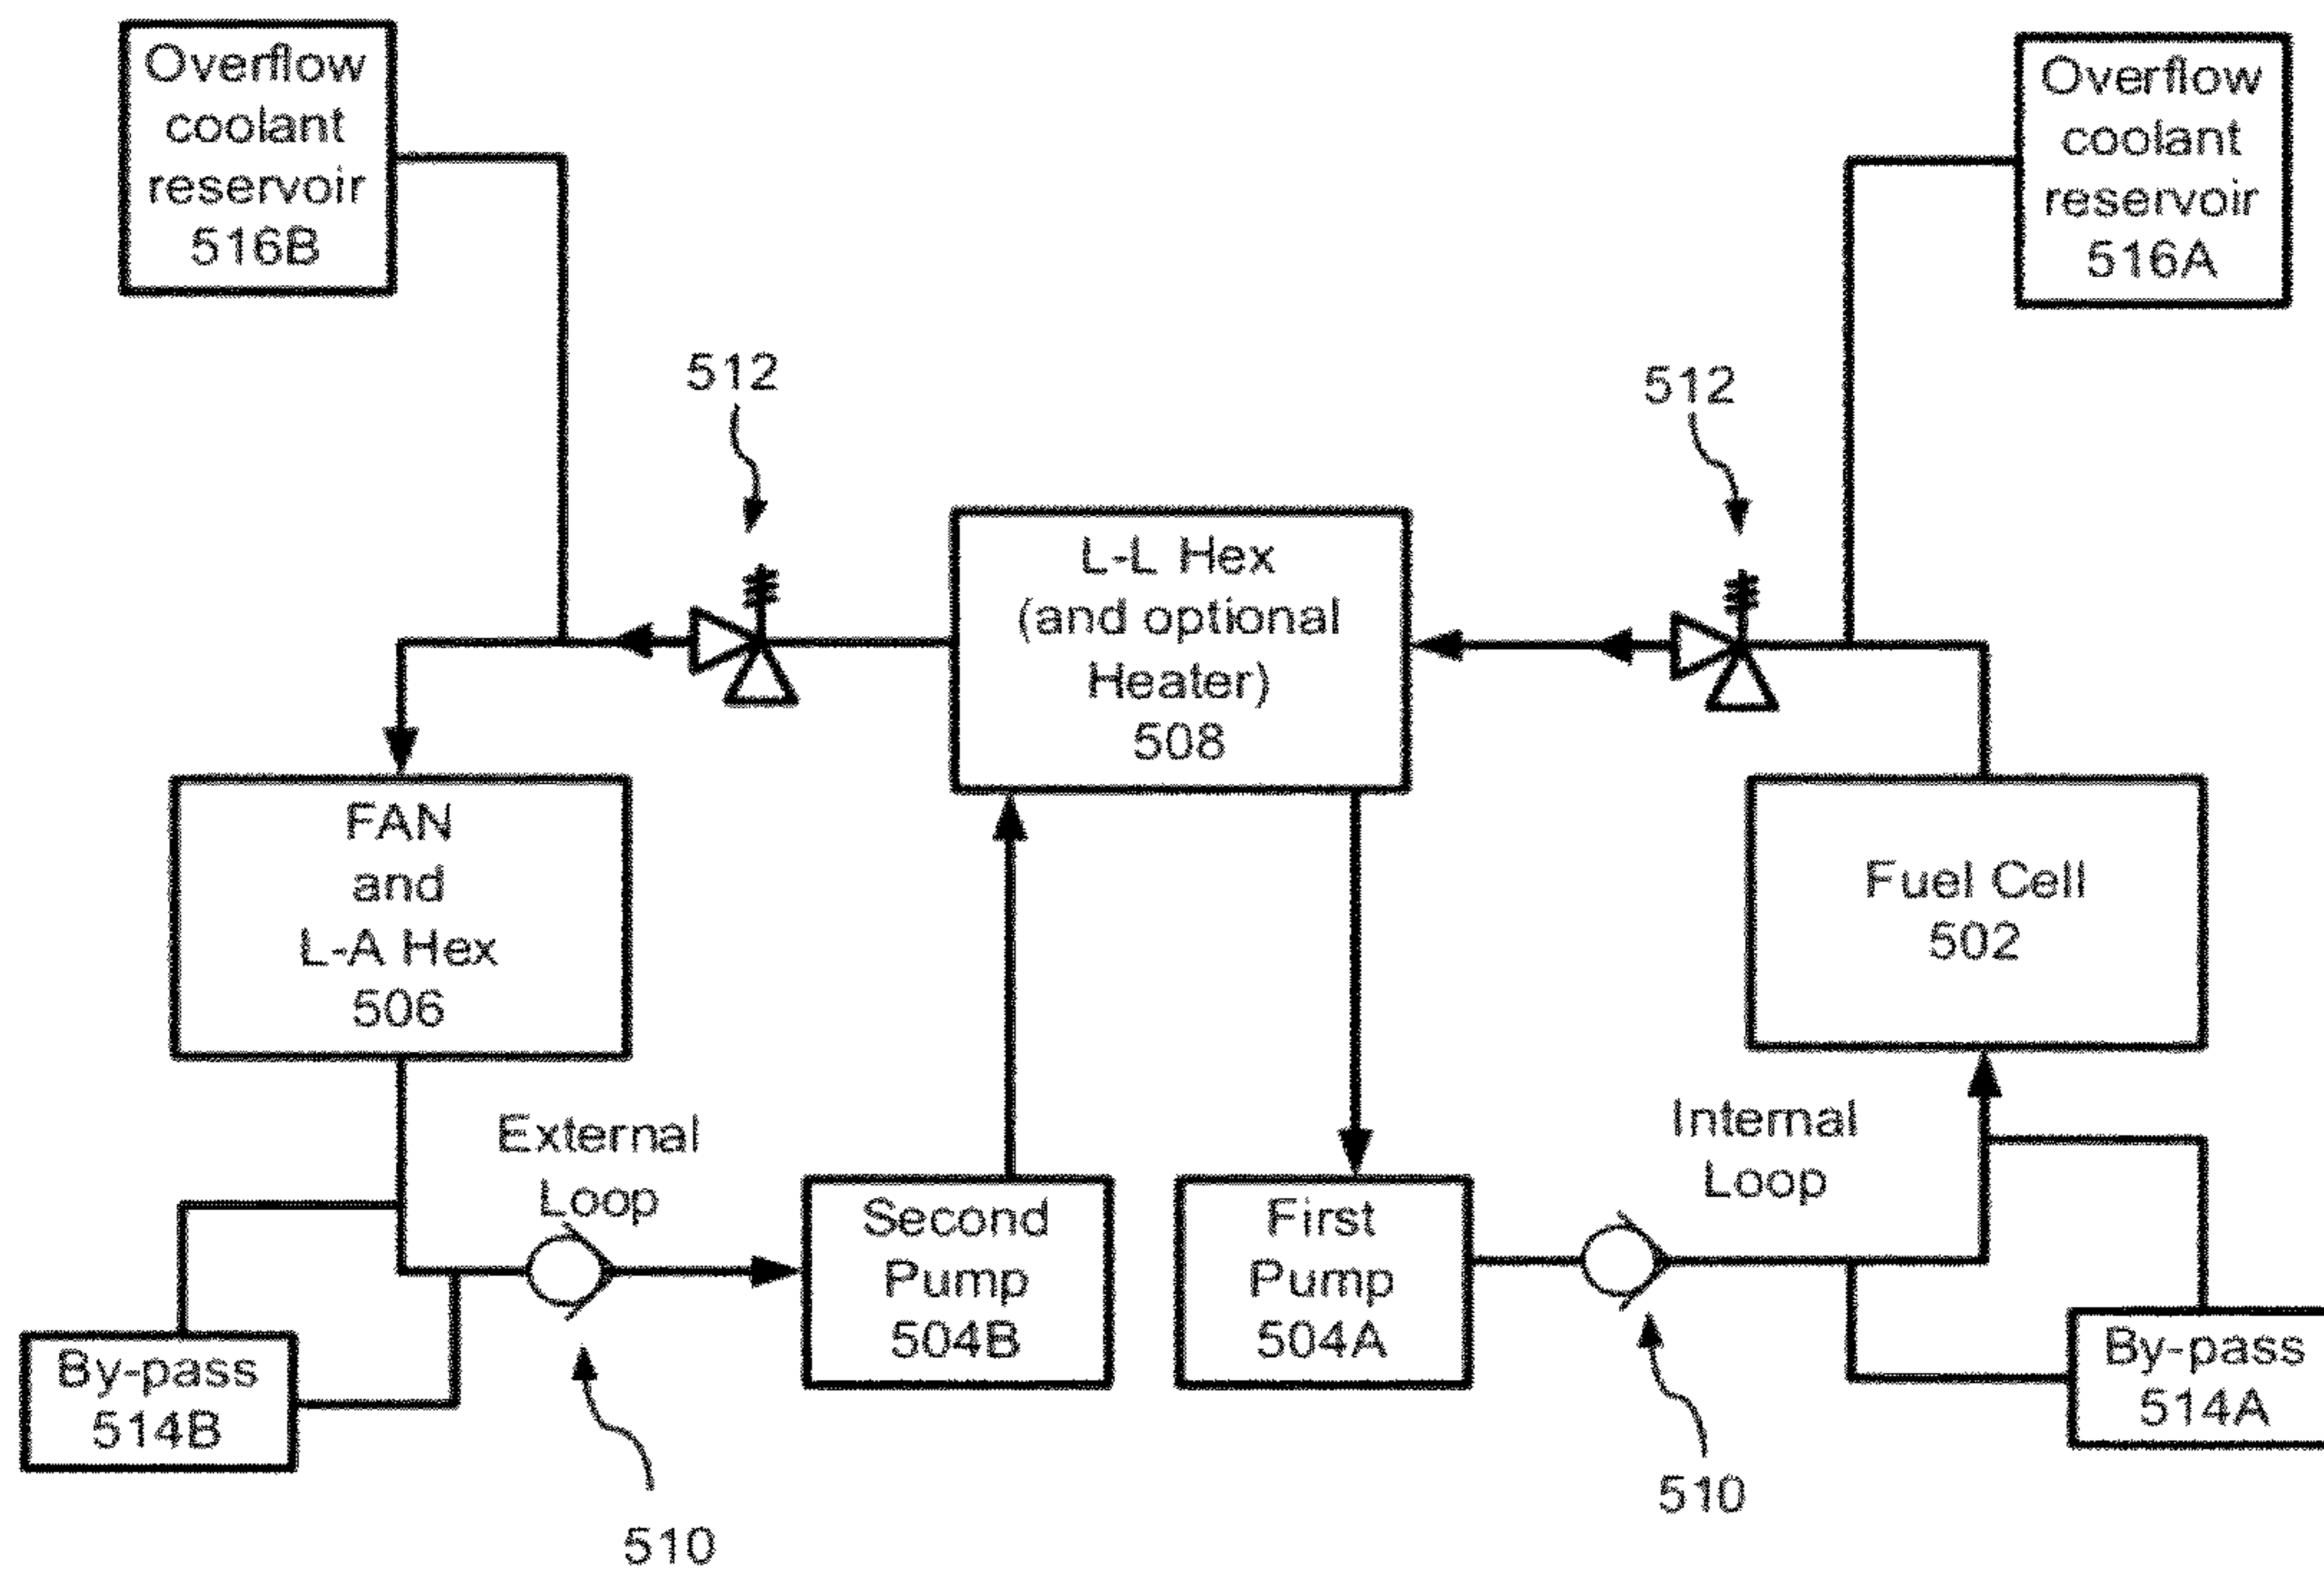 Overflow
coolant
reservoir
516B
Overflow
coolant
reservoir
516A
512
512
L-L Hex
(and optional
Heater)
508
FAN
and
L-A Hex
506
Fuel Cell
502
External
Loop
Internal
Loop
Second
Pump
504B
First
Pump
504A
By-pass
514B
By-pass
514A
510
510